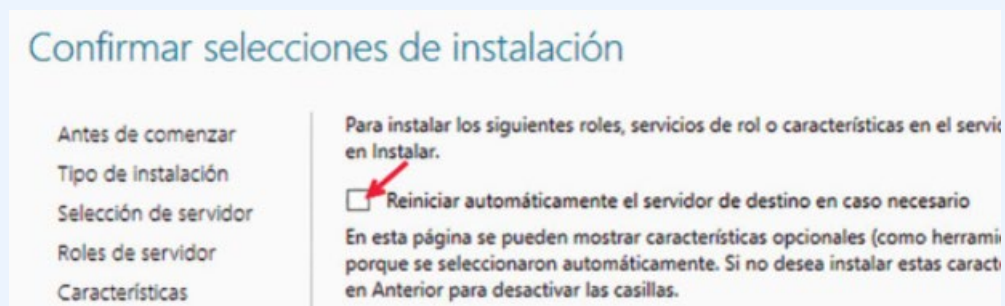 Confirmar selecciones de instalación
Antes de comenzar
Tipo de instalación
Selección de servidor
Roles de servidor
Características
Para instalar los siguientes roles, servicios de rol o características en el
en Instalar.
Reiniciar automáticamente el servidor de destino en caso necesario
En esta página se pueden mostrar características opcionales (como
porque se seleccionaron automáticamente. Si no desea instalar estas
en Anterior para desactivar las casillas.